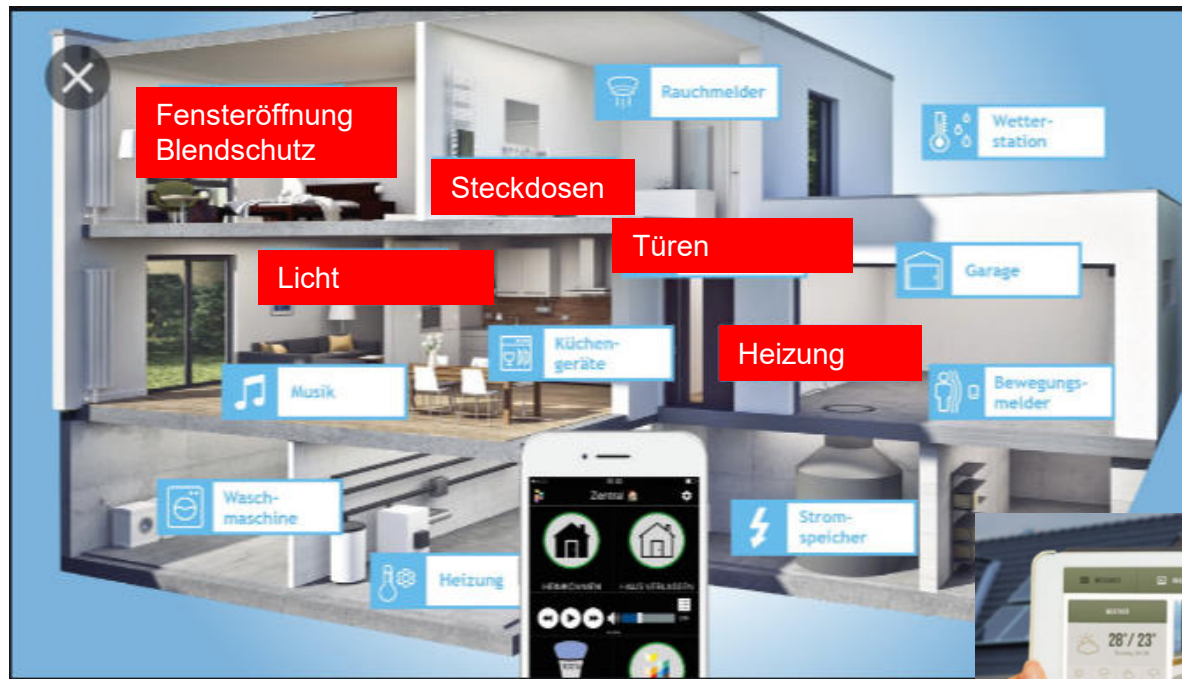 Rauchmelder
Fensteröffnung
Blendschutz
Wetter-
station
Steckdosen
Türen
Licht
Garage
Küchen-
geräte
Heizung
Musik
Bewegungs-
melder
Zentral
Wasch-
maschine
Strom-
speicher
Heizung
HEIMKOMMEN
HAUS VERLASSEN
WEATHER
28°/ 23°